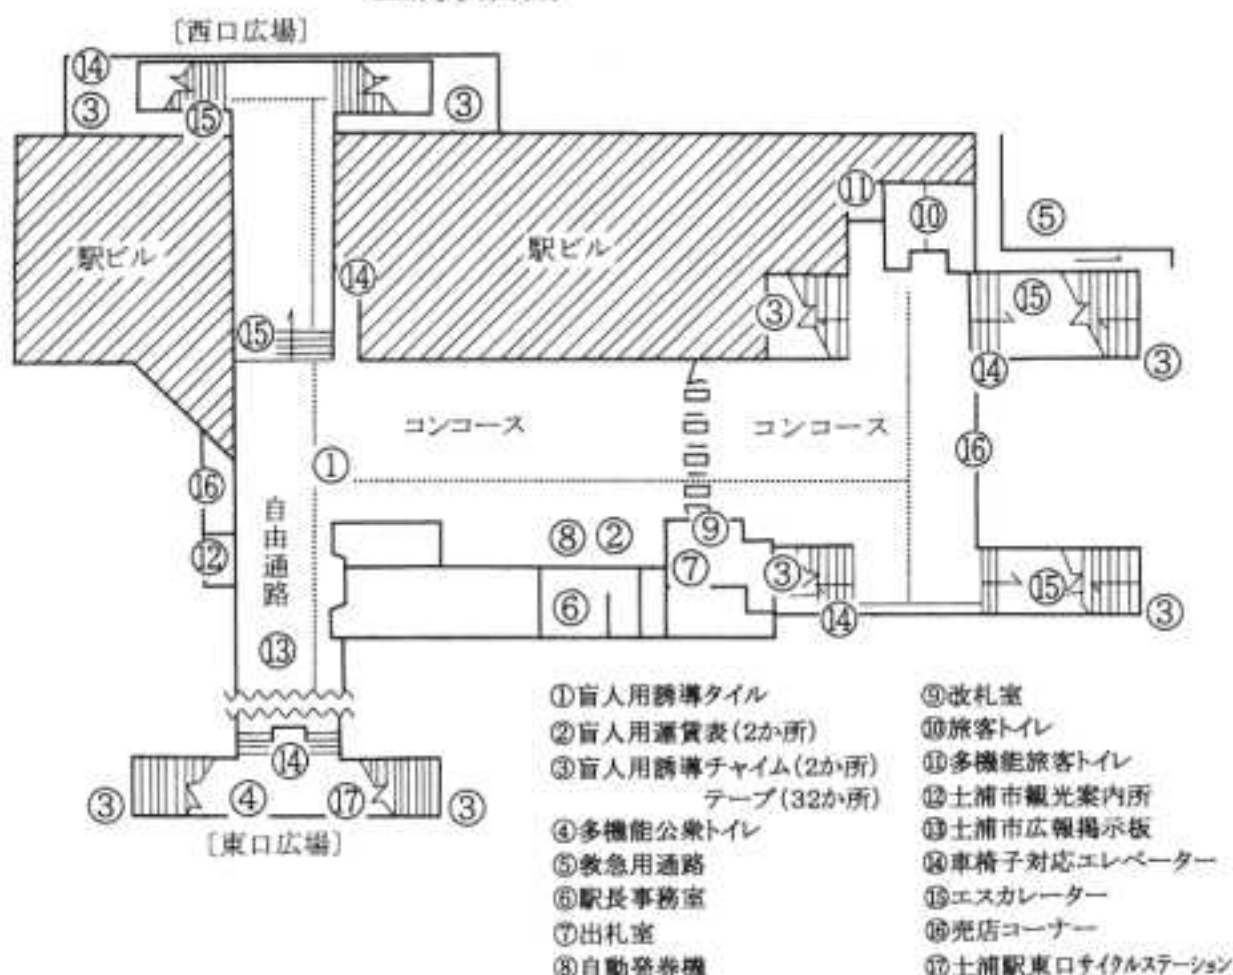 ［西口広場］
⑭
③
⑮
③
駅ビル
駅ビル
⑪
⑩
⑤
⑭
③
⑮
⑮
⑭
③
コンコース
コンコース
①
⑯
⑯
自由通路
⑫
⑧
②
⑨
⑦
③
⑥
⑮
⑭
③
⑬
⑭
③
④
⑰
③
［東口広場］
①盲人用誘導タイル
②盲人用運賃表(2か所)
③盲人用誘導チャイム(2か所)
テープ(32か所)
④多機能公衆トイレ
⑤救急用通路
⑥駅長事務室
⑦出札室
⑧自動発券機
⑨改札室
⑩旅客トイレ
⑪多機能旅客トイレ
⑫土浦市観光案内所
⑬土浦市広報掲示板
⑭車椅子対応エレベーター
⑮エスカレーター
⑯売店コーナー
⑰土浦駅東口サイクルステーション